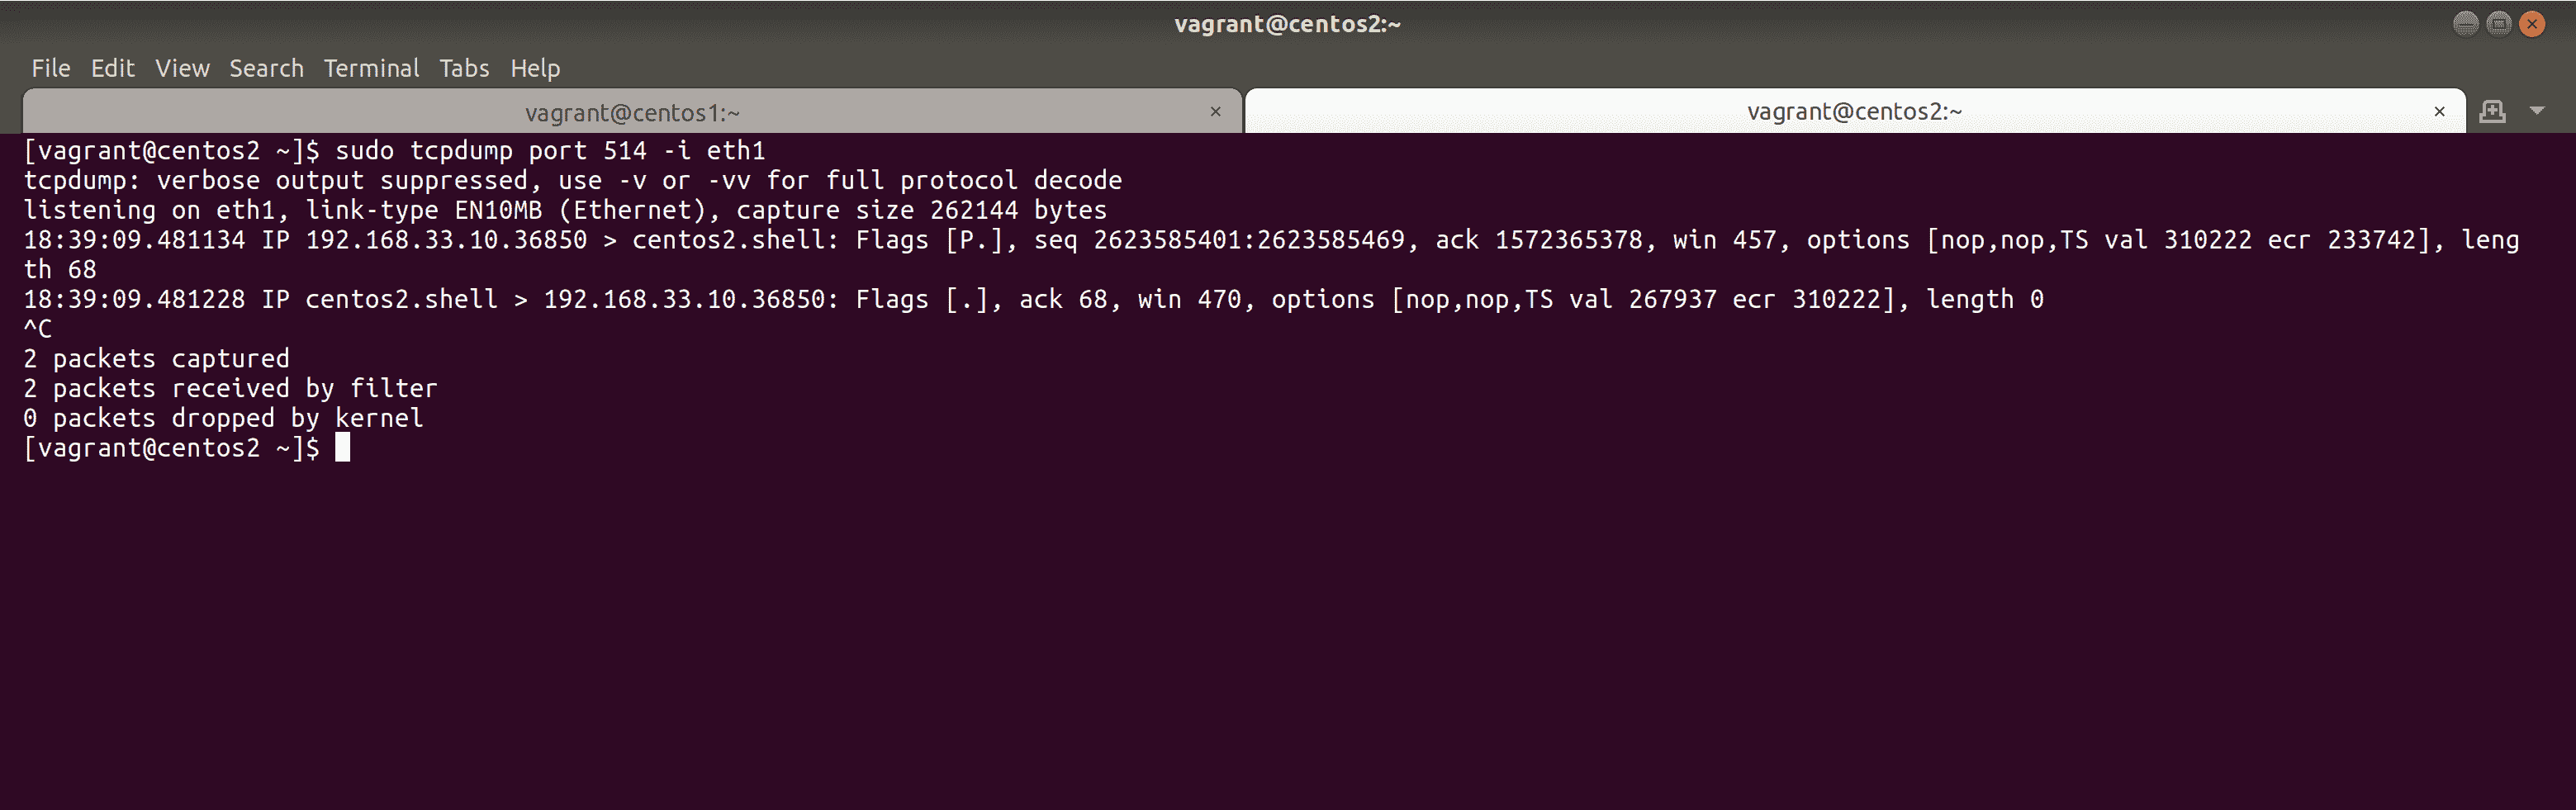 vagrant@centos2:~
File Edit View Search Terminal Tabs Help
vagrant@centos1:~ × vagrant@centos2:~ ×
[vagrant@centos2 ~]$ sudo tcpdump port 514 -i eth1
tcpdump: verbose output suppressed, use -v or -vv for full protocol decode
listening on eth1, link-type EN10MB (Ethernet), capture size 262144 bytes
18:39:09.481134 IP 192.168.33.10.36850 > centos2.shell: Flags [P.], seq 2623585401:2623585469, ack 1572365378, win 457, options [nop,nop,TS val 310222 ecr 233742], leng
th 68
18:39:09.481228 IP centos2.shell > 192.168.33.10.36850: Flags [.], ack 68, win 470, options [nop,nop,TS val 267937 ecr 310222], length 0
^C
2 packets captured
2 packets received by filter
0 packets dropped by kernel
[vagrant@centos2 ~]$